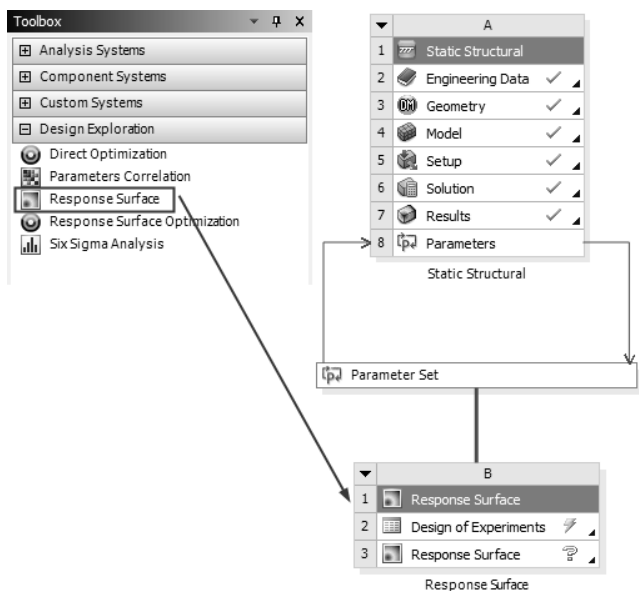 Toolbox
Analysis Systems
Component Systems
Custom Systems
Design Exploration
Direct Optimization
Parameters Correlation
Response Surface
Response Surface Optimization
Six Sigma Analysis
A
1 Static Structural
2 Engineering Data
3 Geometry
4 Model
5 Setup
6 Solution
7 Results
8 Parameters
Static Structural
Parameter Set
B
1 Response Surface
2 Design of Experiments
3 Response Surface
Response Surface